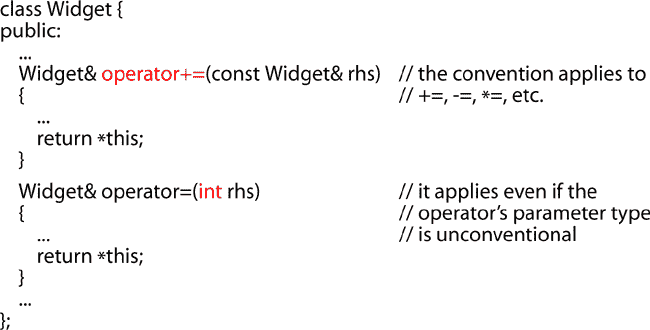 class Widget {
public:
...
Widget& operator+=(const Widget& rhs) // the convention applies to
{ // +=, -=, *=, etc.
...
return *this;
}
Widget& operator=(int rhs) // it applies even if the
{ // operator’s parameter type
... // is unconventional
return *this;
}
...
};